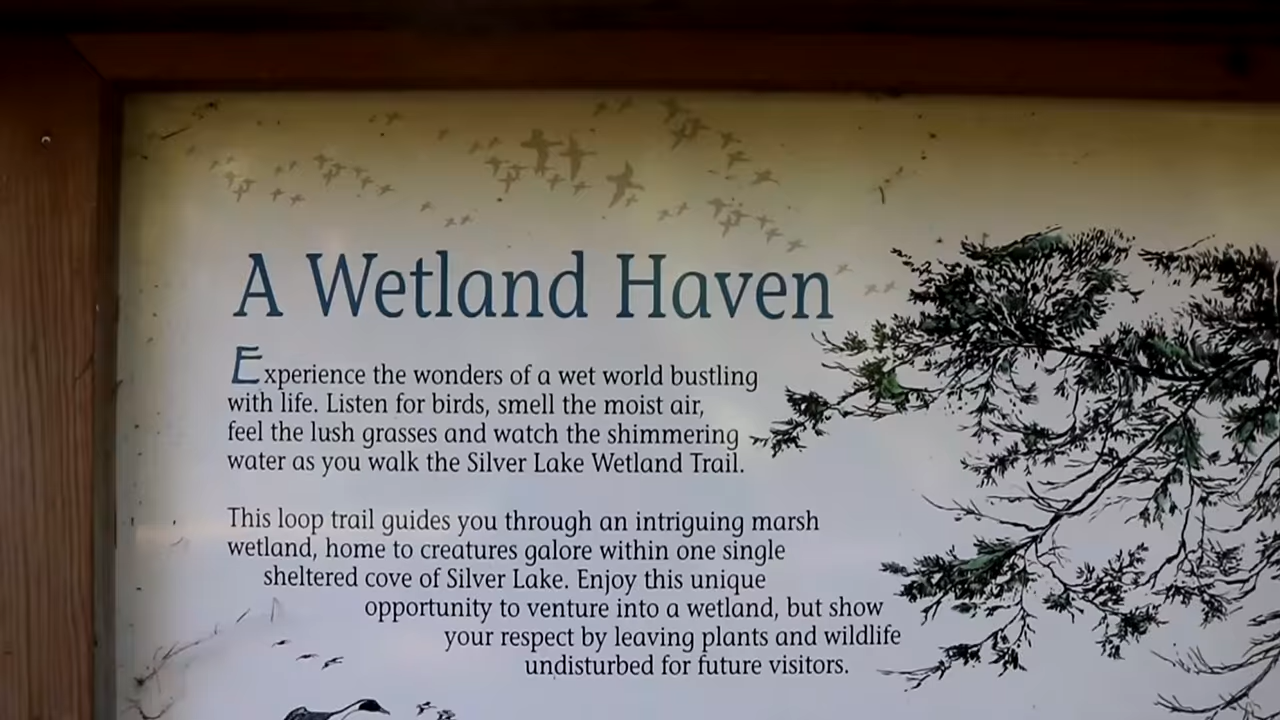 A Wetland Haven
Experience the wonders of a wet world bustling
with life. Listen for birds, smell the moist air,
feel the lush grasses and watch the shimmering
water as you walk the Silver Lake Wetland Trail.
This loop trail guides you through an intriguing marsh
wetland, home to creatures galore within one single
sheltered cove of Silver Lake. Enjoy this unique
opportunity to venture into a wetland, but show
your respect by leaving plants and wildlife
undisturbed for future visitors.